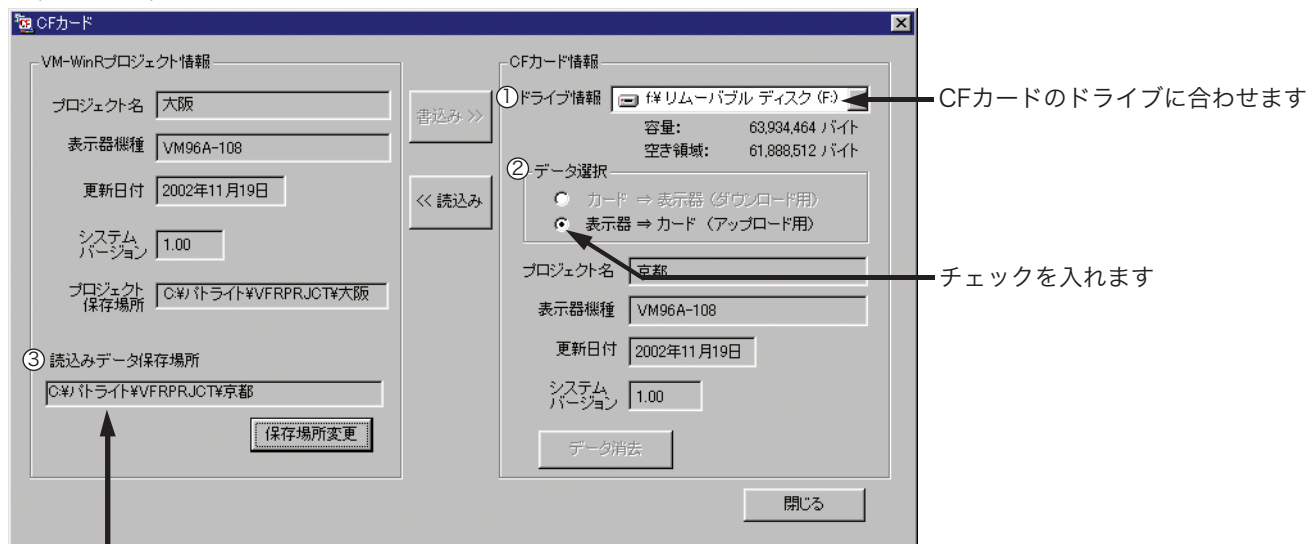 CFカード
VM-WinRプロジェクト情報
プロジェクト名 大阪
表示器機種 VM96A-108
更新日付 2002年11月19日
システム
バージョン 1.00
プロジェクト
保存場所 C:¥パトライト¥VFRPRJCT¥大阪
③ 読込みデータ保存場所
C:¥パトライト¥VFRPRJCT¥京都
保存場所変更
書込み >>
<< 読込み
CFカード情報
①ドライブ情報 f:¥ リムーバブル ディスク (F:)
容量: 63,934,464 バイト
空き領域: 61,888,512 バイト
② データ選択
カード ⇒ 表示器 (ダウンロード用)
表示器 ⇒ カード (アップロード用)
プロジェクト名 京都
表示器機種 VM96A-108
更新日付 2002年11月19日
システム
バージョン 1.00
データ消去
閉じる
CFカードのドライブに合わせます
チェックを入れます